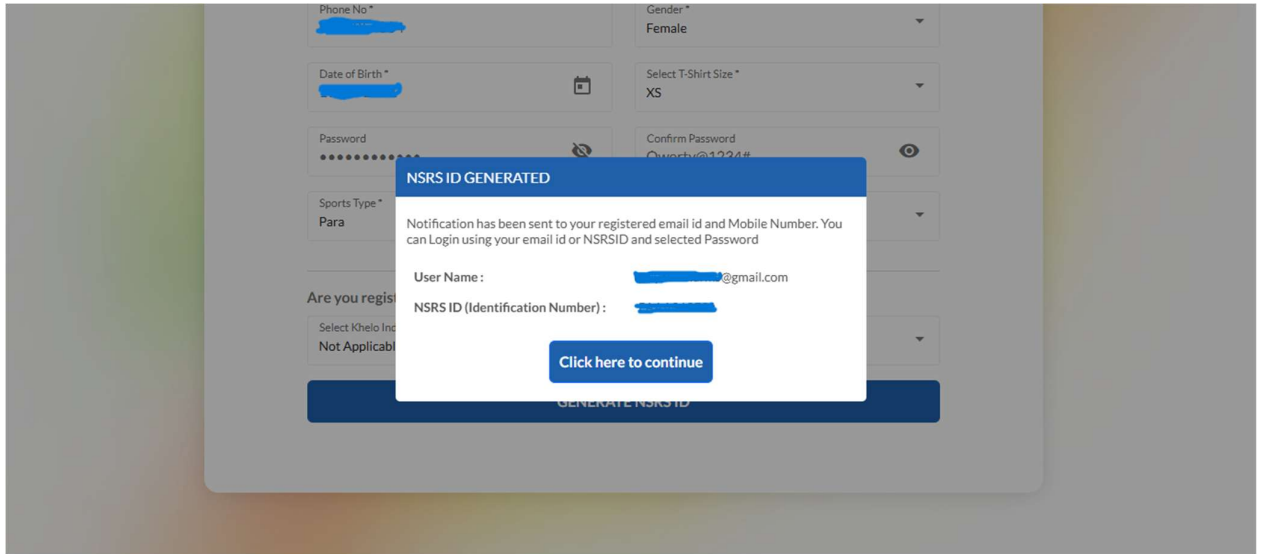 Phone No *
Gender *
Female
Date of Birth *
Select T-Shirt Size *
XS
Password
Confirm Password
••••••••••••
Qwerty@1234#
NSRS ID GENERATED
Sports Type *
Para
Notification has been sent to your registered email id and Mobile Number. You
can Login using your email id or NSRSID and selected Password
User Name :
@gmail.com
Are you regist
NSRS ID (Identification Number) :
Select Khelo Ind
Not Applicabl
Click here to continue
GENERATE NSRS ID